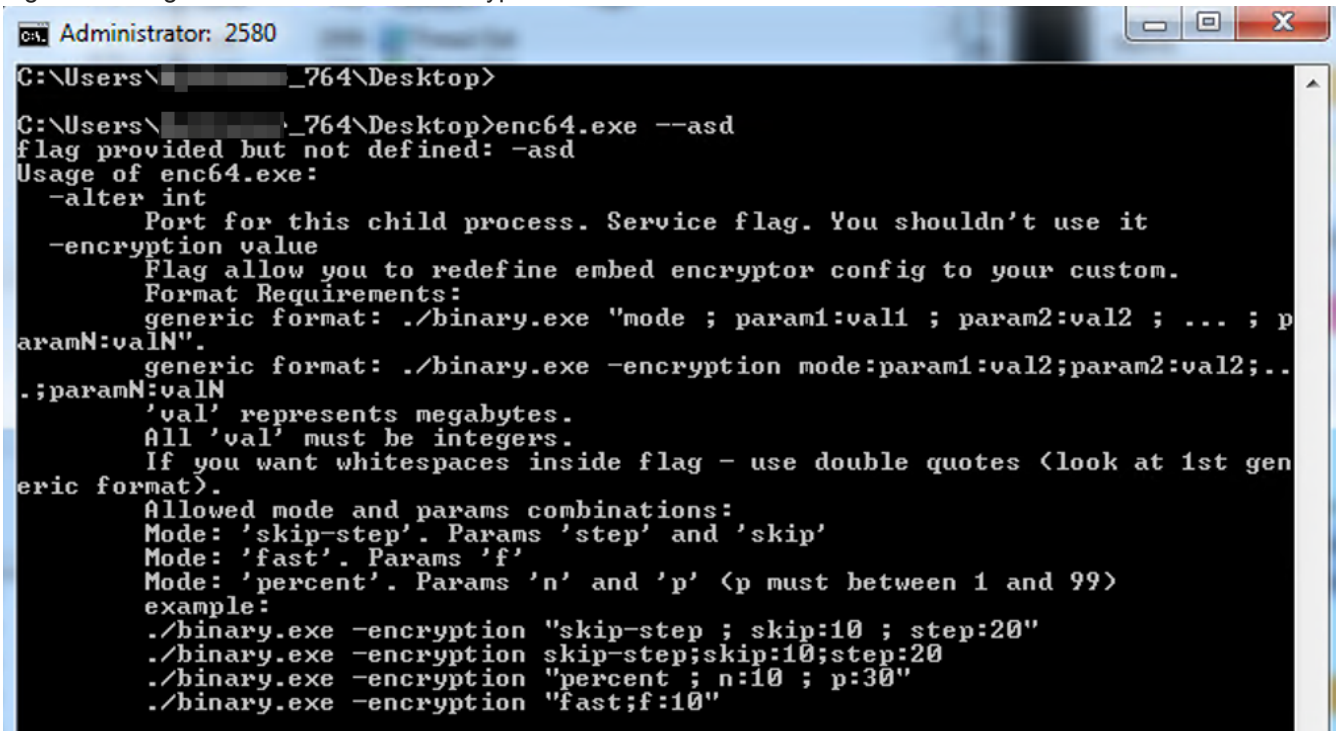 Administrator: 2580
C:\Users\ _764\Desktop>
C:\Users\ _764\Desktop>enc64.exe --asd
flag provided but not defined: -asd
Usage of enc64.exe:
-alter int
Port for this child process. Service flag. You shouldn't use it
-encryption value
Flag allow you to redefine embed encryptor config to your custom.
Format Requirements:
generic format: ./binary.exe "mode ; param1:val1 ; param2:val2 ; ... ; p
aramN:valN".
generic format: ./binary.exe -encryption mode:param1:val2;param2:val2;..
.;paramN:valN
'val' represents megabytes.
All 'val' must be integers.
If you want whitespaces inside flag - use double quotes (look at 1st gen
eric format).
Allowed mode and params combinations:
Mode: 'skip-step'. Params 'step' and 'skip'
Mode: 'fast'. Params 'f'
Mode: 'percent'. Params 'n' and 'p' (p must between 1 and 99)
example:
./binary.exe -encryption "skip-step ; skip:10 ; step:20"
./binary.exe -encryption skip-step;skip:10;step:20
./binary.exe -encryption "percent ; n:10 ; p:30"
./binary.exe -encryption "fast;f:10"